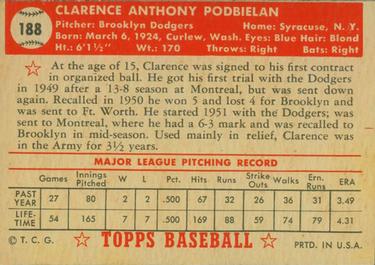 188
CLARENCE ANTHONY PODBIELAN
Pitcher: Brooklyn Dodgers Home: Syracuse, N. Y.
Born: March 6, 1924, Curlew, Wash. Eyes: Blue Hair: Blond
Ht.: 6'1½" Wt.: 170 Throws: Right Bats: Right
At the age of 15, Clarence was signed to his first contract
in organized ball. He got his first trial with the Dodgers
in 1949 after a 13-8 season at Montreal, but was sent down
again. Recalled in 1950 he won 5 and lost 4 for Brooklyn and
was sent to Ft. Worth. He started 1951 with the Dodgers; was
sent to Montreal, where he had a 6-3 mark and was recalled to
Brooklyn in mid-season. Used mainly in relief, Clarence was
in the Army for 3½ years.
MAJOR LEAGUE PITCHING RECORD
Games Innings Pitched W L Pct. Hits Runs Strike Outs Walks Ern. Runs ERA
PAST YEAR 27 80 2 2 .500 67 36 26 36 31 3.49
LIFE-TIME 54 165 7 7 .500 169 88 59 71 79 4.31
© T. C. G. TOPPS BASEBALL PRTD. IN U.S.A.